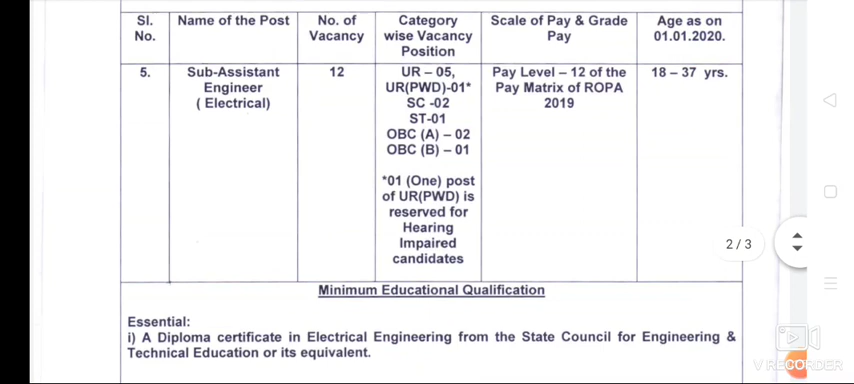 Sl. No.
Name of the Post
No. of Vacancy
Category wise Vacancy Position
Scale of Pay & Grade Pay
Age as on 01.01.2020.
5.
Sub-Assistant
Engineer
( Electrical)
12
UR – 05,
UR(PWD)-01*
SC -02
ST-01
OBC (A) – 02
OBC (B) – 01
*01 (One) post
of UR(PWD) is
reserved for
Hearing
Impaired
candidates
Pay Level – 12 of the
Pay Matrix of ROPA
2019
18 – 37 yrs.
2 / 3
Minimum Educational Qualification
Essential:
i) A Diploma certificate in Electrical Engineering from the State Council for Engineering &
Technical Education or its equivalent.
V RECORDER